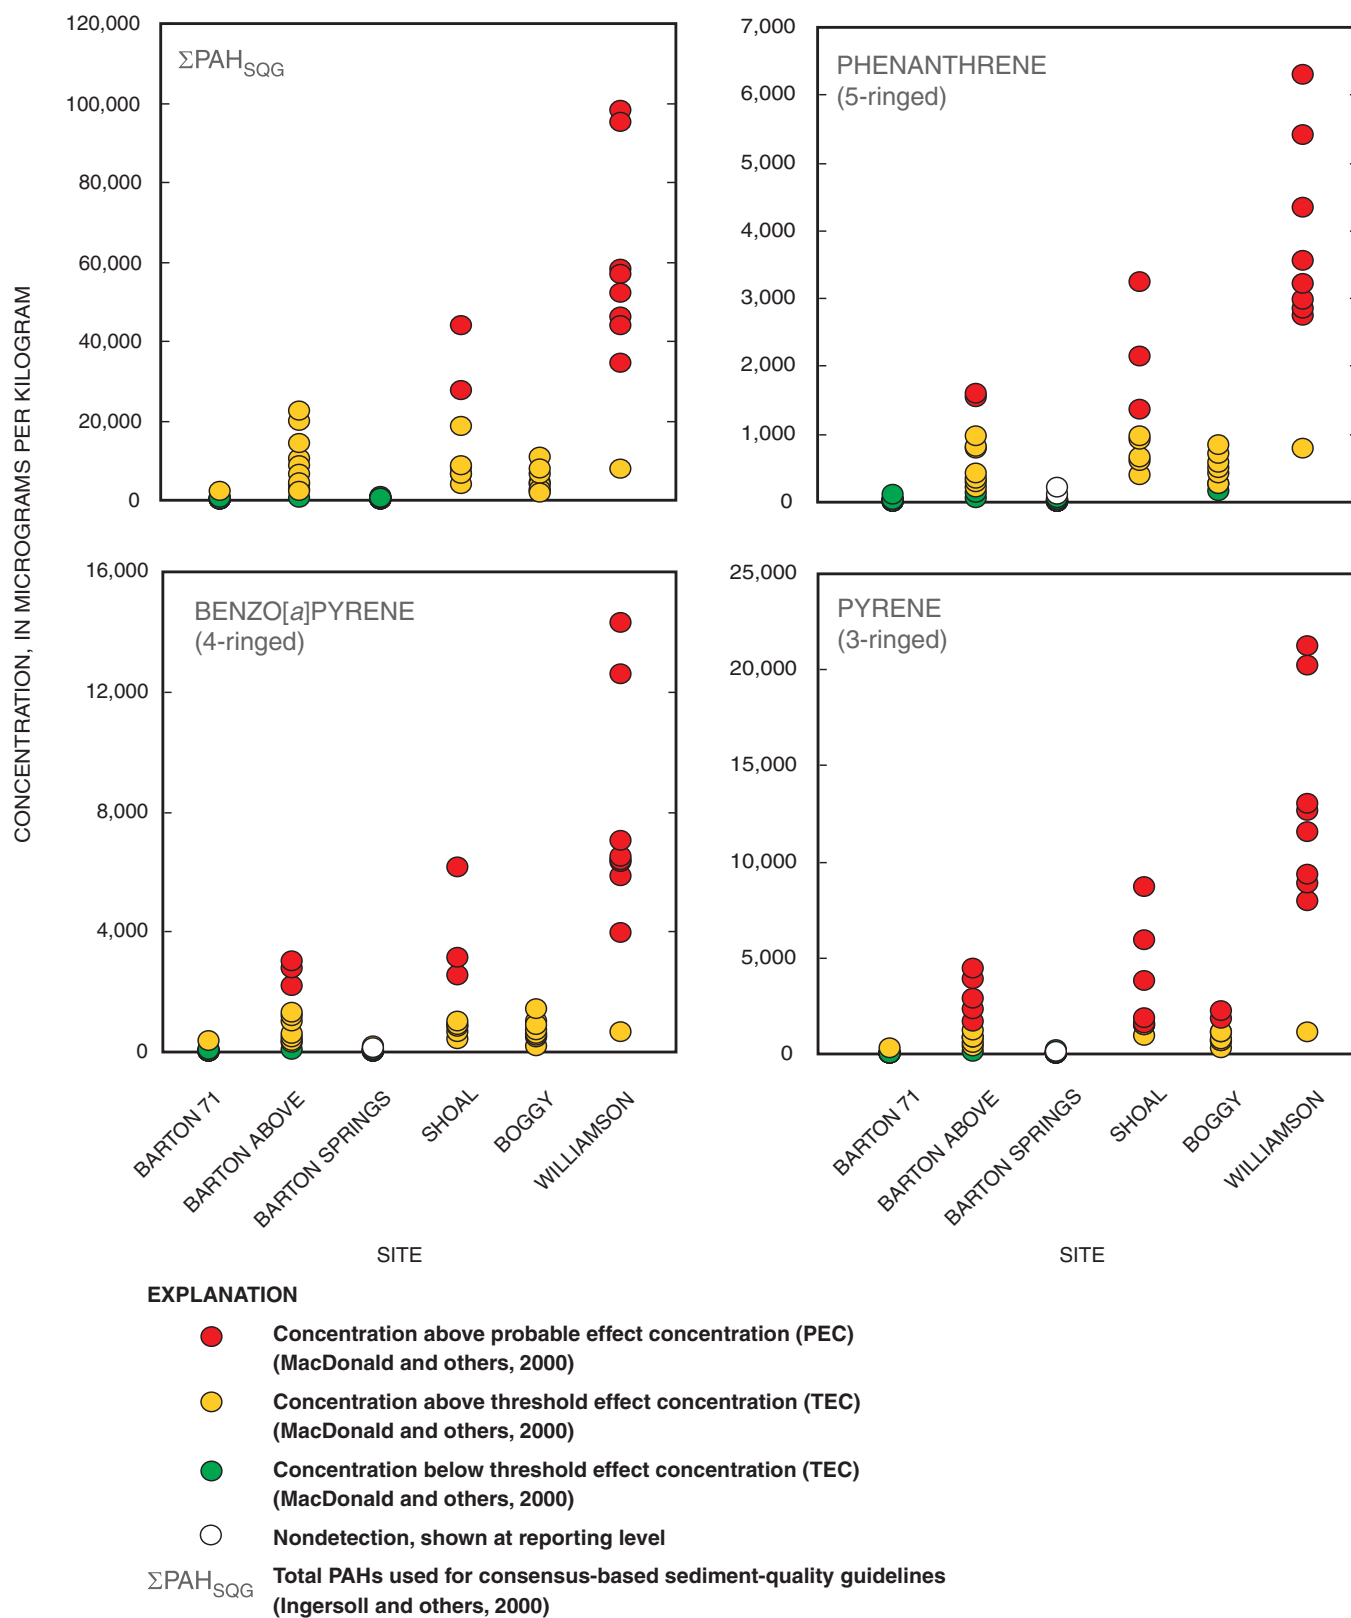 CONCENTRATION, IN MICROGRAMS PER KILOGRAM
120,000
100,000
80,000
60,000
40,000
20,000
0
ΣPAHSQG
7,000
6,000
5,000
4,000
3,000
2,000
1,000
0
PHENANTHRENE
(5-ringed)
16,000
12,000
8,000
4,000
0
BENZO[a]PYRENE
(4-ringed)
BARTON 71
BARTON ABOVE
BARTON SPRINGS
SHOAL
BOGGY
WILLIAMSON
SITE
25,000
20,000
15,000
10,000
5,000
0
PYRENE
(3-ringed)
BARTON 71
BARTON ABOVE
BARTON SPRINGS
SHOAL
BOGGY
WILLIAMSON
SITE
EXPLANATION
Concentration above probable effect concentration (PEC)
(MacDonald and others, 2000)
Concentration above threshold effect concentration (TEC)
(MacDonald and others, 2000)
Concentration below threshold effect concentration (TEC)
(MacDonald and others, 2000)
Nondetection, shown at reporting level
ΣPAHSQG Total PAHs used for consensus-based sediment-quality guidelines
(Ingersoll and others, 2000)